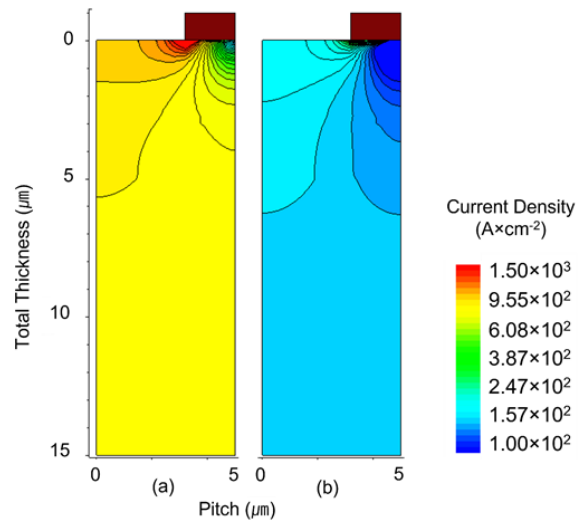 0
5
10
15
Total Thickness (㎛)
0
5
0
5
(a)
(b)
Pitch (㎛)
Current Density
(A×cm⁻²)
1.50×10³
9.55×10²
6.08×10²
3.87×10²
2.47×10²
1.57×10²
1.00×10²